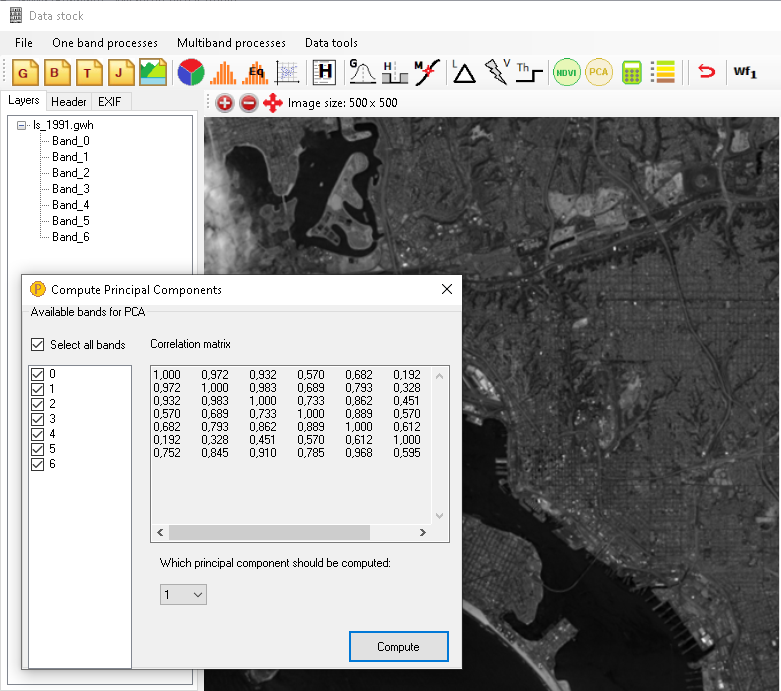 Data stock
File One band processes Multiband processes Data tools
G B T J Eq H G H M L V Th NDVI PCA Wf1
Layers Header EXIF
Image size: 500 x 500
ls_1991.gwh
Band_0
Band_1
Band_2
Band_3
Band_4
Band_5
Band_6
P Compute Principal Components
Available bands for PCA
Select all bands
Correlation matrix
0
1
2
3
4
5
6
1,000 0,972 0,932 0,570 0,682 0,192
0,972 1,000 0,983 0,689 0,793 0,328
0,932 0,983 1,000 0,733 0,862 0,451
0,570 0,689 0,733 1,000 0,889 0,570
0,682 0,793 0,862 0,889 1,000 0,612
0,192 0,328 0,451 0,570 0,612 1,000
0,752 0,845 0,910 0,785 0,968 0,595
Which principal component should be computed:
1
Compute